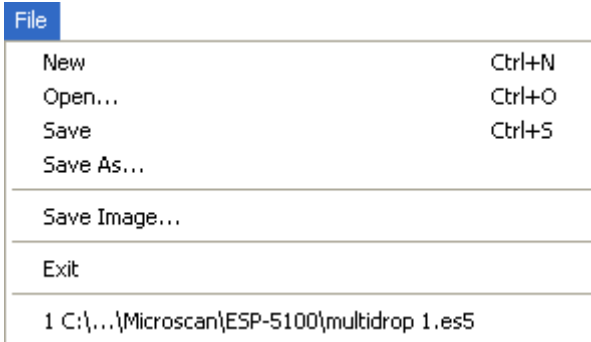 File
New Ctrl+N
Open... Ctrl+O
Save Ctrl+S
Save As...
Save Image...
Exit
1 C:\...\Microscan\ESP-5100\multidrop 1.es5